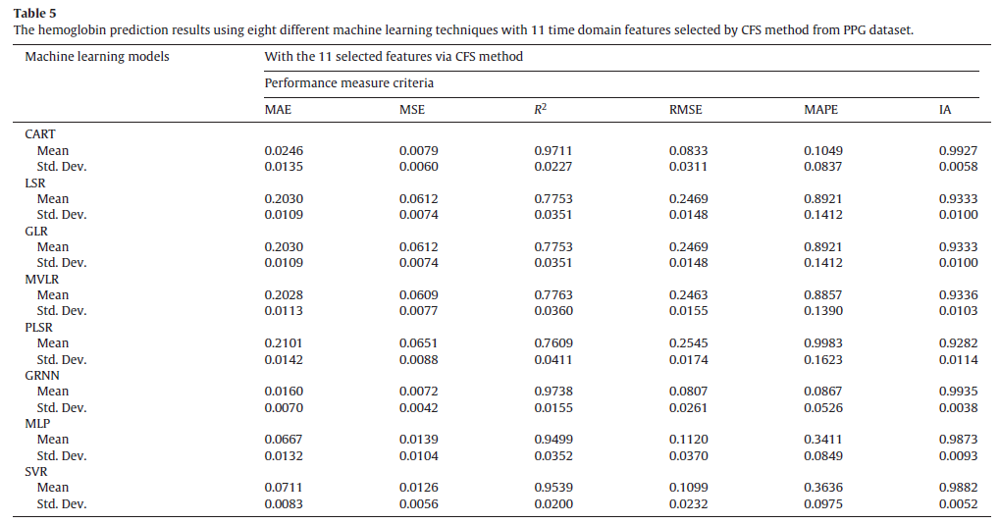 Table 5
The hemoglobin prediction results using eight different machine learning techniques with 11 time domain features selected by CFS method from PPG dataset.
Machine learning models With the 11 selected features via CFS method
Performance measure criteria
MAE MSE R² RMSE MAPE IA
CART
Mean 0.0246 0.0079 0.9711 0.0833 0.1049 0.9927
Std. Dev. 0.0135 0.0060 0.0227 0.0311 0.0837 0.0058
LSR
Mean 0.2030 0.0612 0.7753 0.2469 0.8921 0.9333
Std. Dev. 0.0109 0.0074 0.0351 0.0148 0.1412 0.0100
GLR
Mean 0.2030 0.0612 0.7753 0.2469 0.8921 0.9333
Std. Dev. 0.0109 0.0074 0.0351 0.0148 0.1412 0.0100
MVLR
Mean 0.2028 0.0609 0.7763 0.2463 0.8857 0.9336
Std. Dev. 0.0113 0.0077 0.0360 0.0155 0.1390 0.0103
PLSR
Mean 0.2101 0.0651 0.7609 0.2545 0.9983 0.9282
Std. Dev. 0.0142 0.0088 0.0411 0.0174 0.1623 0.0114
GRNN
Mean 0.0160 0.0072 0.9738 0.0807 0.0867 0.9935
Std. Dev. 0.0070 0.0042 0.0155 0.0261 0.0526 0.0038
MLP
Mean 0.0667 0.0139 0.9499 0.1120 0.3411 0.9873
Std. Dev. 0.0132 0.0104 0.0352 0.0370 0.0849 0.0093
SVR
Mean 0.0711 0.0126 0.9539 0.1099 0.3636 0.9882
Std. Dev. 0.0083 0.0056 0.0200 0.0232 0.0975 0.0052